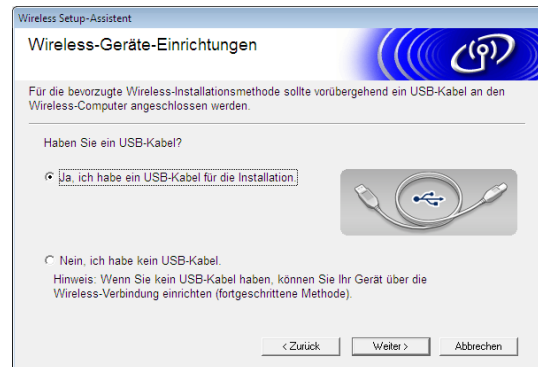 Wireless Setup-Assistent
Wireless-Geräte-Einrichtungen
Für die bevorzugte Wireless-Installationsmethode sollte vorübergehend ein USB-Kabel an den
Wireless-Computer angeschlossen werden.
Haben Sie ein USB-Kabel?
Ja, ich habe ein USB-Kabel für die Installation.
Nein, ich habe kein USB-Kabel.
Hinweis: Wenn Sie kein USB-Kabel haben, können Sie Ihr Gerät über die
Wireless-Verbindung einrichten (fortgeschrittene Methode).
< Zurück Weiter > Abbrechen